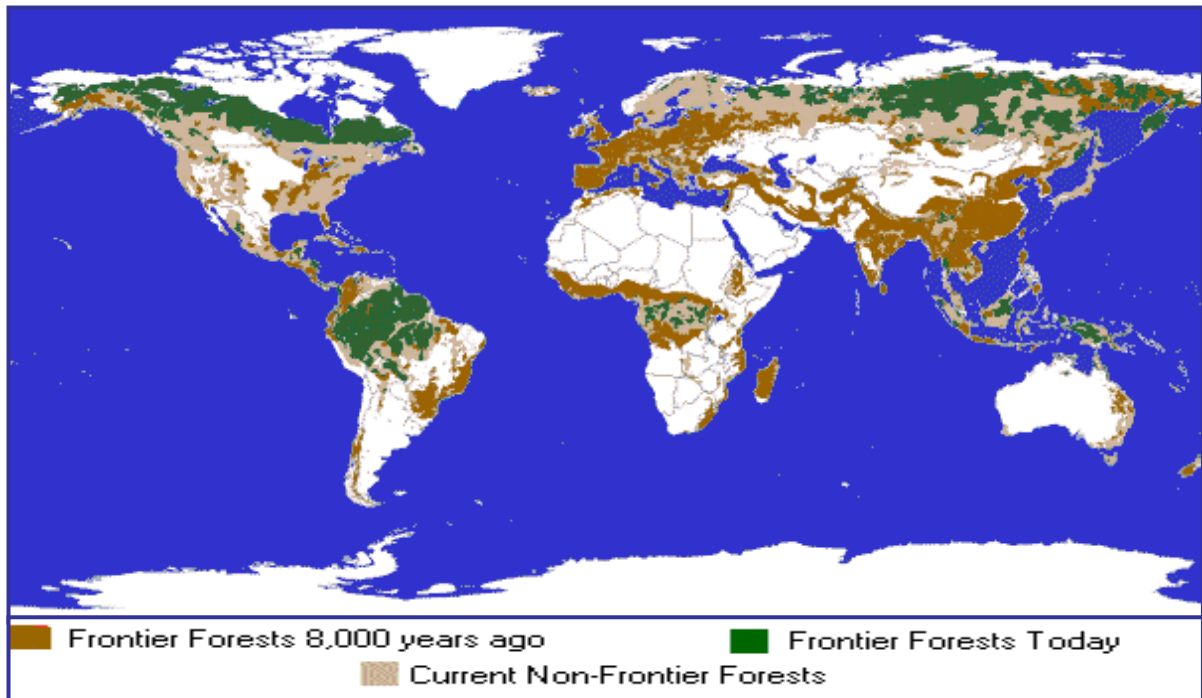 Frontier Forests 8,000 years ago
Frontier Forests Today
Current Non-Frontier Forests